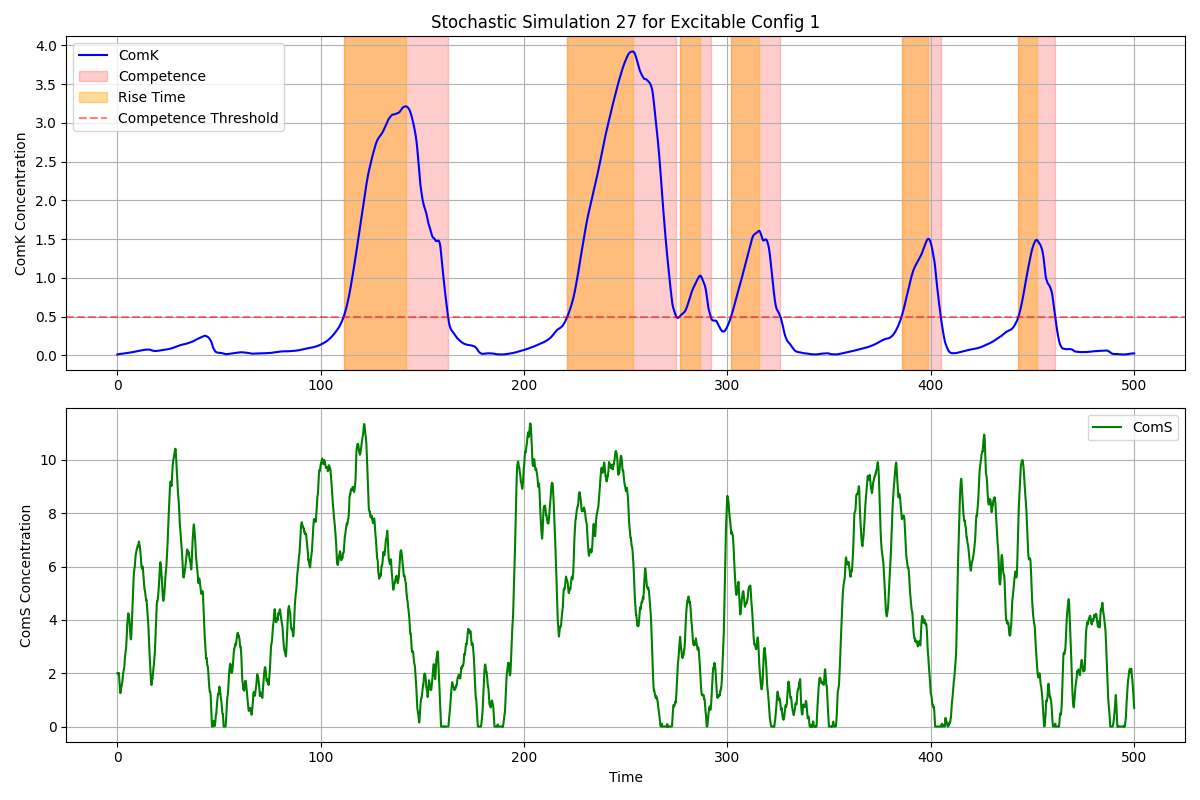 Stochastic Simulation 27 for Excitable Config 1
ComK Concentration
4.0
3.5
3.0
2.5
2.0
1.5
1.0
0.5
0.0
ComK
Competence
Rise Time
Competence Threshold
0 100 200 300 400 500
ComS Concentration
10
8
6
4
2
0
ComS
0 100 200 300 400 500
Time